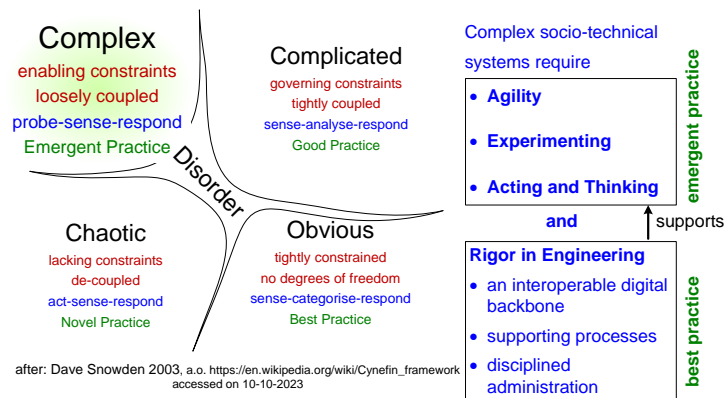 Complex
enabling constraints
loosely coupled
probe-sense-respond
Emergent Practice
Complicated
governing constraints
tightly coupled
sense-analyse-respond
Good Practice
Disorder
Chaotic
lacking constraints
de-coupled
act-sense-respond
Novel Practice
Obvious
tightly constrained
no degrees of freedom
sense-categorise-respond
Best Practice
after: Dave Snowden 2003, a.o. https://en.wikipedia.org/wiki/Cynefin_framework
accessed on 10-10-2023
Complex socio-technical
systems require
• Agility
• Experimenting
• Acting and Thinking
emergent practice
and
supports
Rigor in Engineering
• an interoperable digital
backbone
• supporting processes
• disciplined
administration
best practice